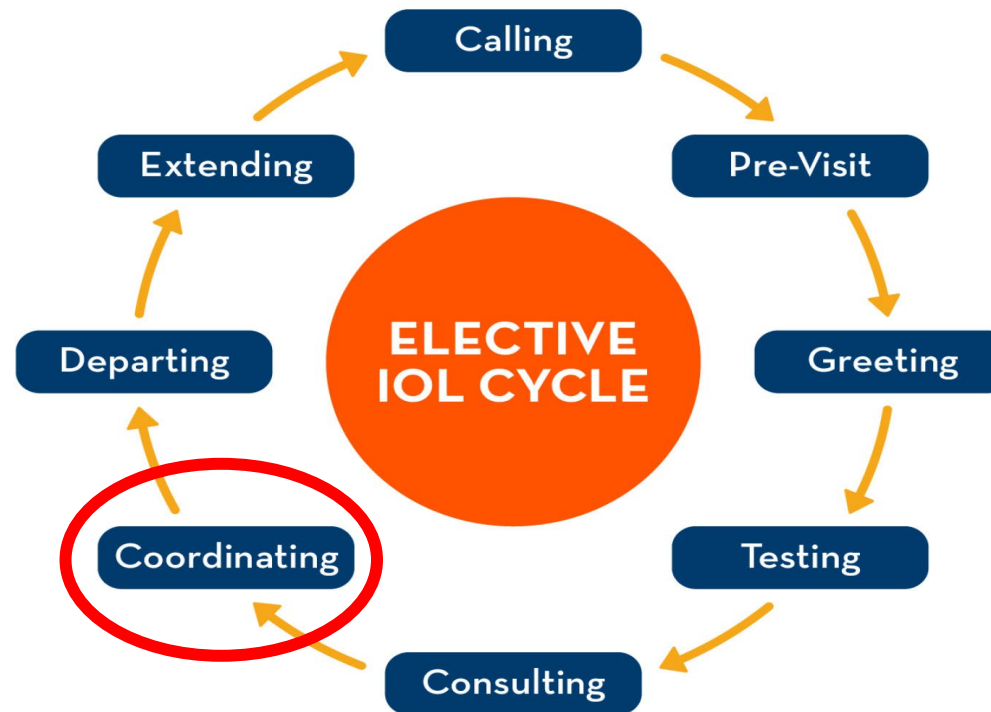 Calling
Extending
Pre-Visit
ELECTIVE
IOL CYCLE
Departing
Greeting
Coordinating
Testing
Consulting